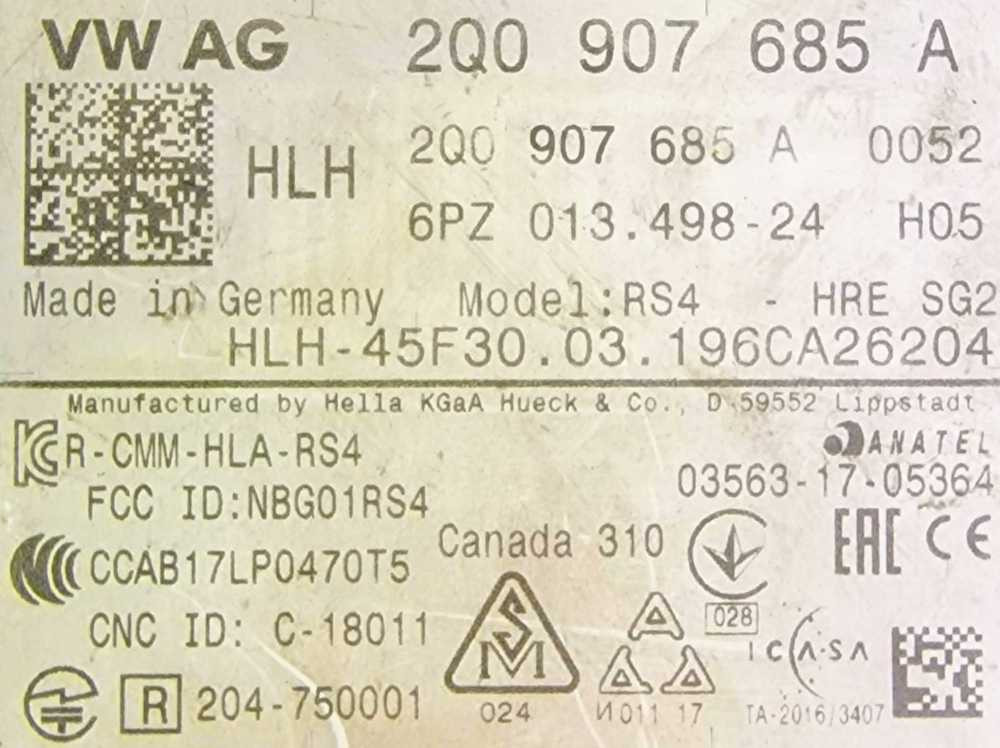 VW AG 2Q0 907 685 A
HLH 2Q0 907 685 A 0052
6PZ 013.498-24 H05
Made in Germany Model:RS4 - HRE SG2
HLH-45F30.03.196CA26204
Manufactured by Hella KGaA Hueck & Co., D-59552 Lippstadt
R-CMM-HLA-RS4 ANATEL
03563-17-05364
FCC ID:NBG01RS4
Canada 310 EAC CE
CCAB17LP0470T5
028
CNC ID: C-18011
ICASA
R 204-750001
024 И011 17 TA-2016/3407